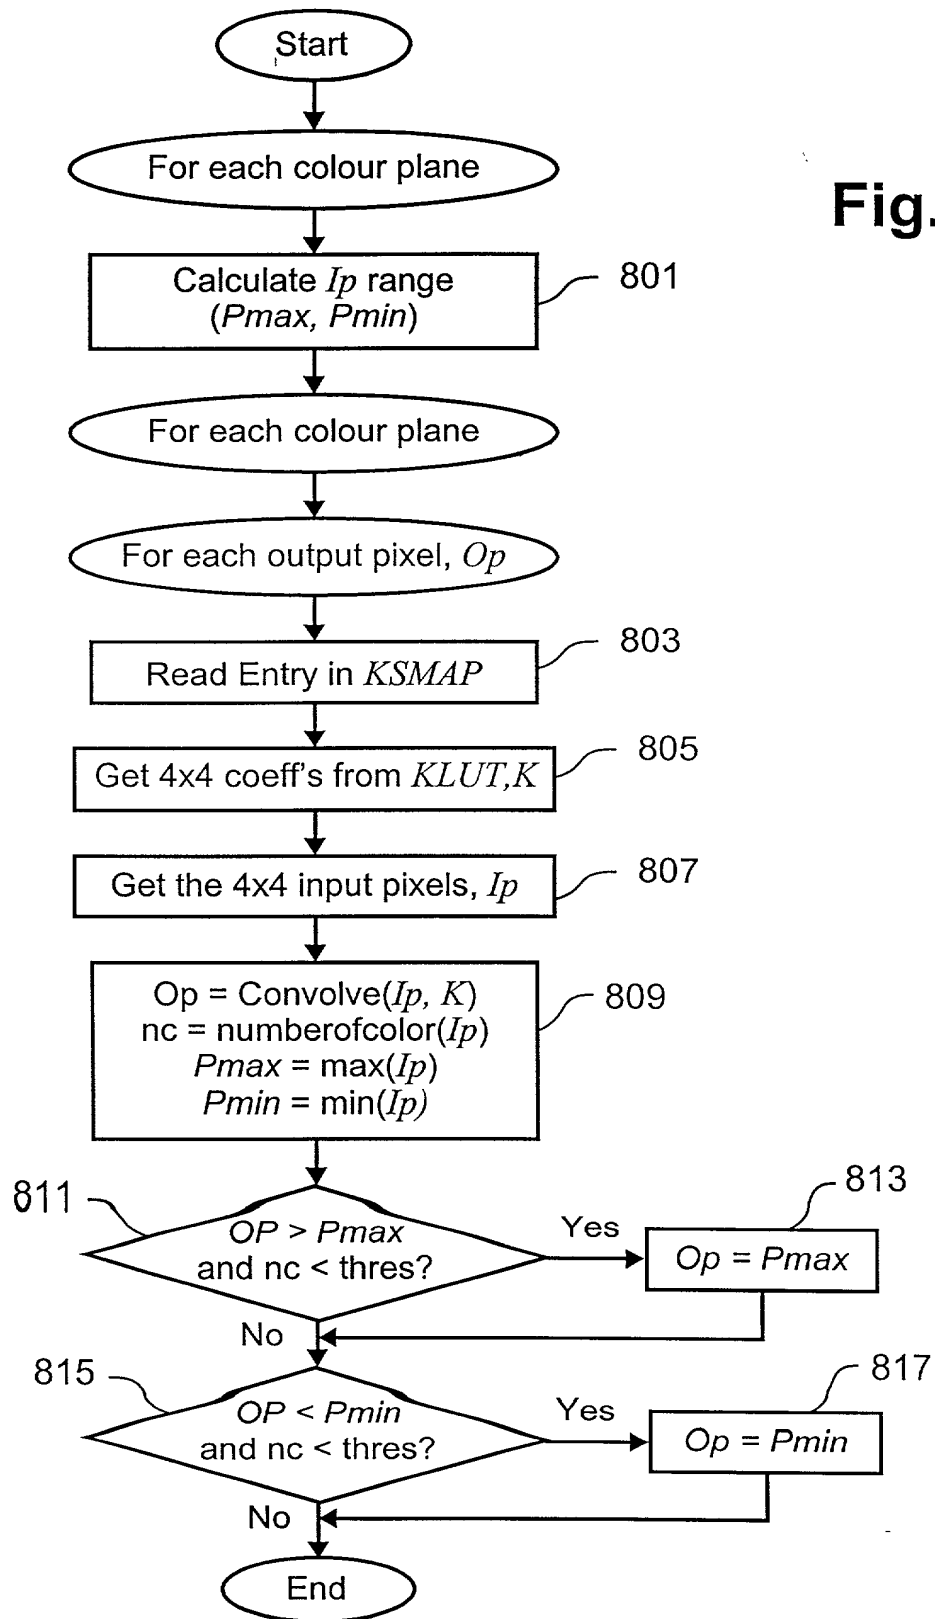 Start
For each colour plane
Fig.
Calculate Ip range
(Pmax, Pmin)
801
For each colour plane
For each output pixel, Op
Read Entry in KSMAP
803
Get 4x4 coeff's from KLUT,K
805
Get the 4x4 input pixels, Ip
807
Op = Convolve(Ip, K)
nc = numberofcolor(Ip)
Pmax = max(Ip)
Pmin = min(Ip)
809
811
OP > Pmax
and nc < thres?
Yes
813
Op = Pmax
No
815
OP < Pmin
and nc < thres?
Yes
817
Op = Pmin
No
End